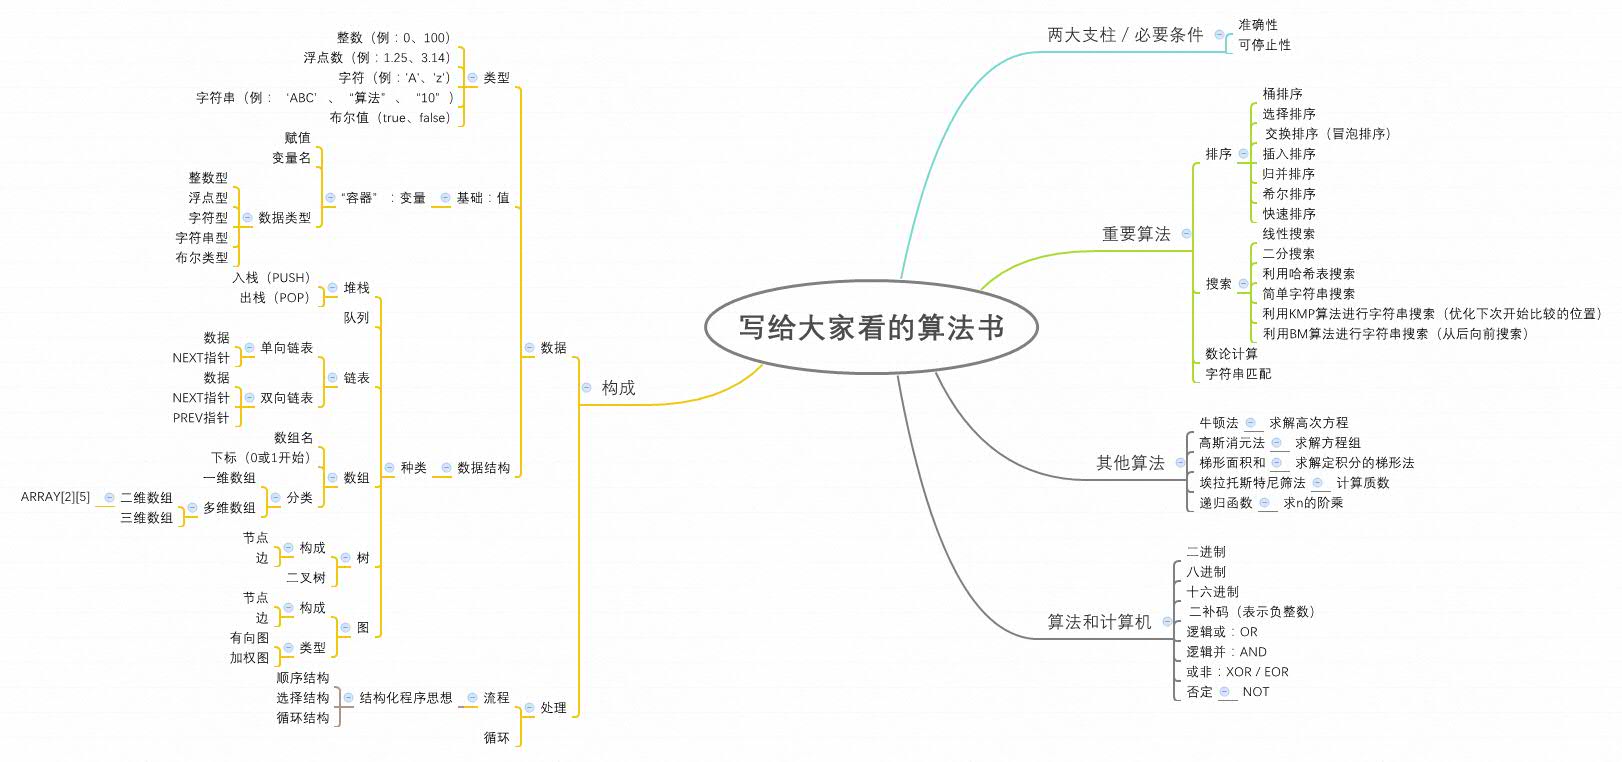 写给大家看的算法书
两大支柱 / 必要条件
准确性
可停止性
重要算法
排序
桶排序
选择排序
交换排序（冒泡排序）
插入排序
归并排序
希尔排序
快速排序
搜索
线性搜索
二分搜索
利用哈希表搜索
简单字符串搜索
利用KMP算法进行字符串搜索（优化下次开始比较的位置）
利用BM算法进行字符串搜索（从后向前搜索）
数论计算
字符串匹配
其他算法
牛顿法 求解高次方程
高斯消元法 求解方程组
梯形面积和 求解定积分的梯形法
埃拉托斯特尼筛法 计算质数
递归函数 求n的阶乘
算法和计算机
二进制
八进制
十六进制
二补码（表示负整数）
逻辑或：OR
逻辑并：AND
或非：XOR / EOR
否定 NOT
构成
数据
类型
整数（例：0、100）
浮点数（例：1.25、3.14）
字符（例：'A'、'z'）
字符串（例： ‘ABC’ 、 “算法” 、 “10” ）
布尔值（true、false）
基础：值
“容器” ：变量
赋值
变量名
数据类型
整数型
浮点型
字符型
字符串型
布尔类型
数据结构
种类
堆栈
入栈（PUSH）
出栈（POP）
队列
链表
单向链表
数据
NEXT指针
双向链表
数据
NEXT指针
PREV指针
数组
数组名
下标（0或1开始）
分类
一维数组
多维数组
二维数组
ARRAY[2][5]
三维数组
树
构成
节点
边
二叉树
图
构成
节点
边
类型
有向图
加权图
处理
流程
结构化程序思想
顺序结构
选择结构
循环结构
循环